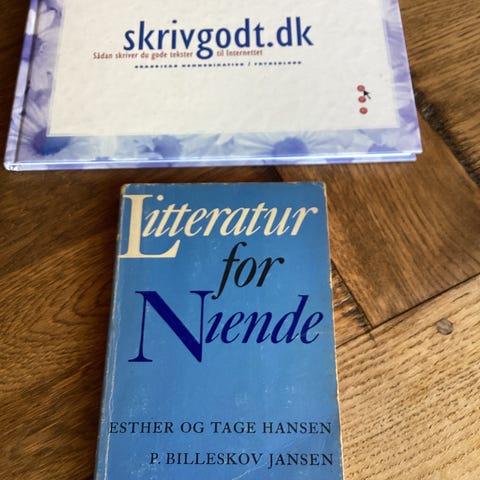 skrivgodt.dk
Sådan skriver du gode tekster til Internettet
Litteratur
for
Niende
ESTHER OG TAGE HANSEN
P. BILLESKOV JANSEN